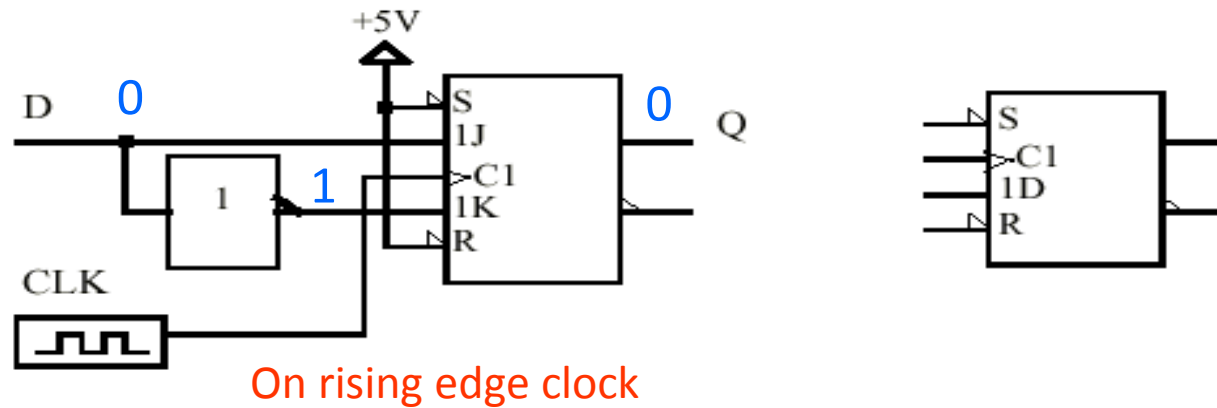 +5V
D 0 S 0 Q S
1J C1
1 1 C1 1D
1K R
R
CLK
On rising edge clock